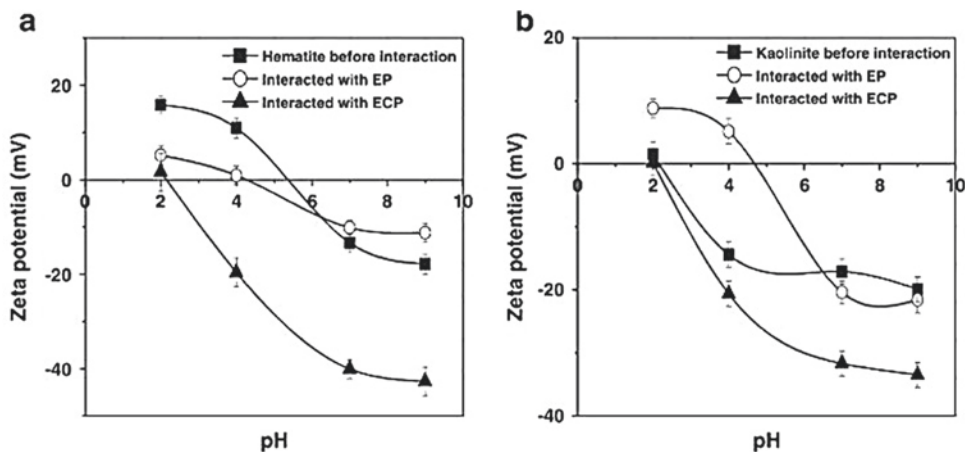 a
Zeta potential (mV)
20
0
-20
-40
0
2
4
6
8
10
Hematite before interaction
Interacted with EP
Interacted with ECP
pH
b
Zeta potential (mV)
20
0
-20
-40
0
2
4
6
8
10
Kaolinite before interaction
Interacted with EP
Interacted with ECP
pH